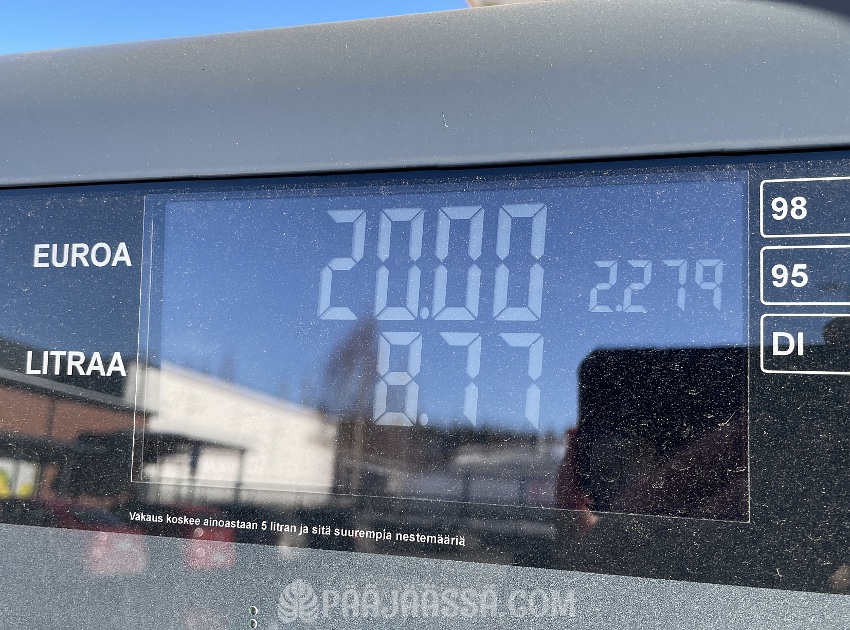 EUROA 20.00 2.279
LITRAA 8.77
98
95
DI
Vakaus koskee ainoastaan 5 litran ja sitä suurempia nestemääriä
PÄÄJÄÄSSÄ.COM